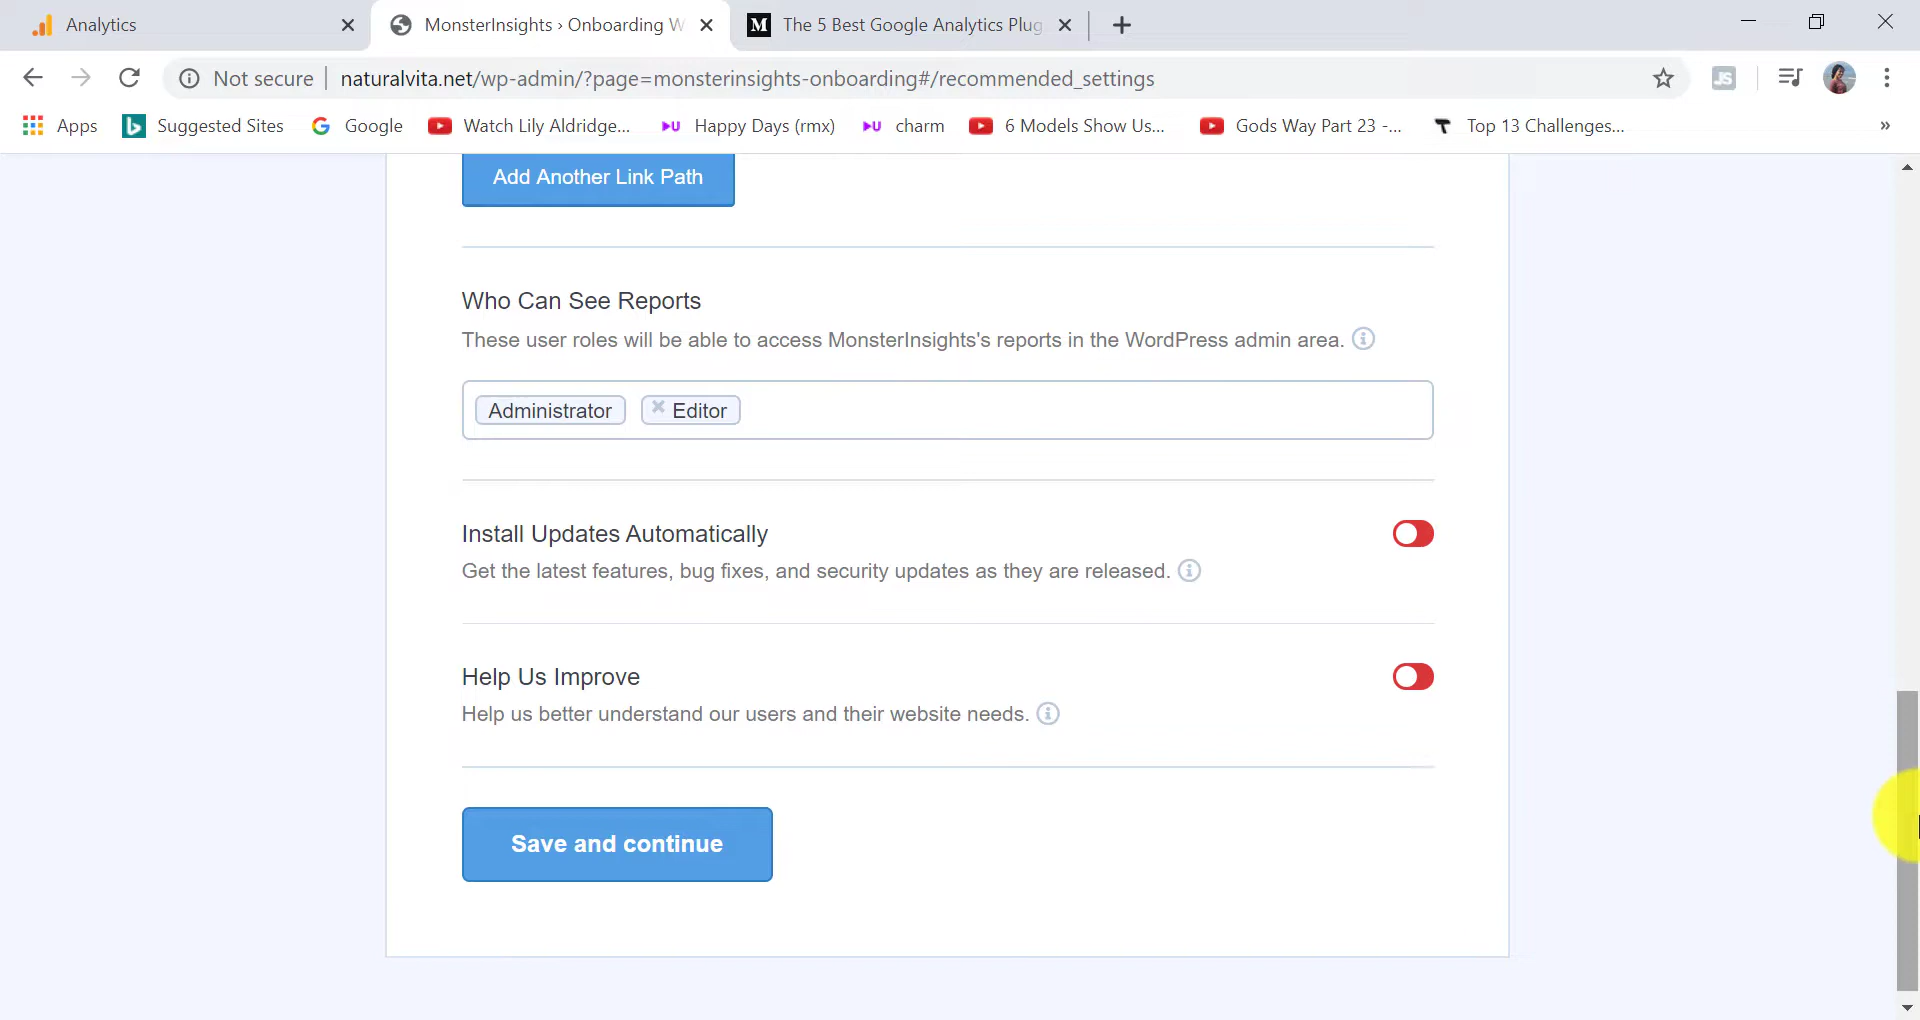 Analytics
MonsterInsights › Onboarding W
The 5 Best Google Analytics Plug
Not secure
naturalvita.net/wp-admin/?page=monsterinsights-onboarding#/recommended_settings
JS
Apps
Suggested Sites
Google
Watch Lily Aldridge...
Happy Days (rmx)
charm
6 Models Show Us...
Gods Way Part 23 -...
Top 13 Challenges...
»
Add Another Link Path
Who Can See Reports
These user roles will be able to access MonsterInsights's reports in the WordPress admin area.
Administrator
Editor
Install Updates Automatically
Get the latest features, bug fixes, and security updates as they are released.
Help Us Improve
Help us better understand our users and their website needs.
Save and continue